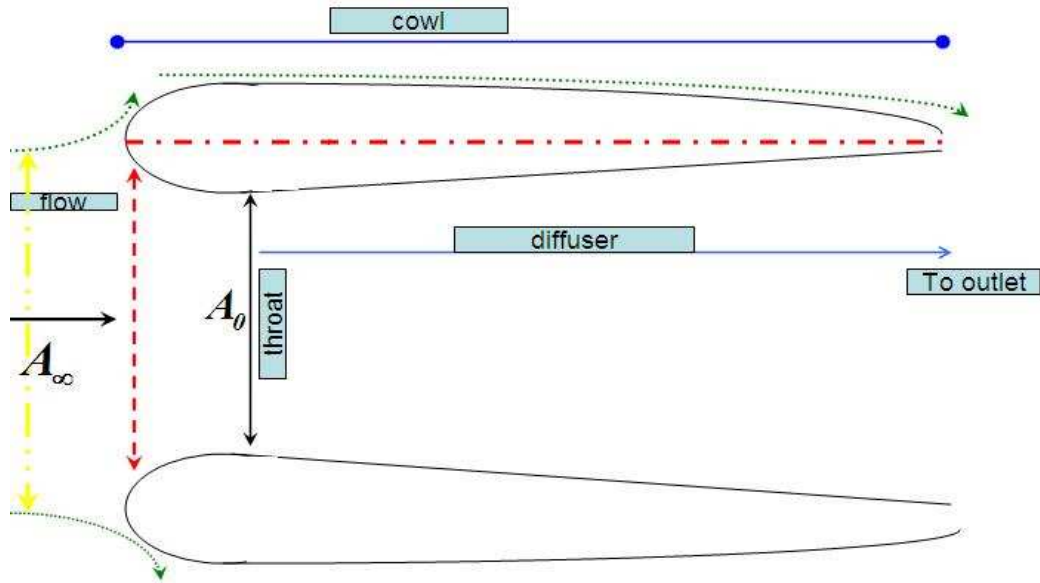 cowl
flow
diffuser
To outlet
A₀
throat
A∞